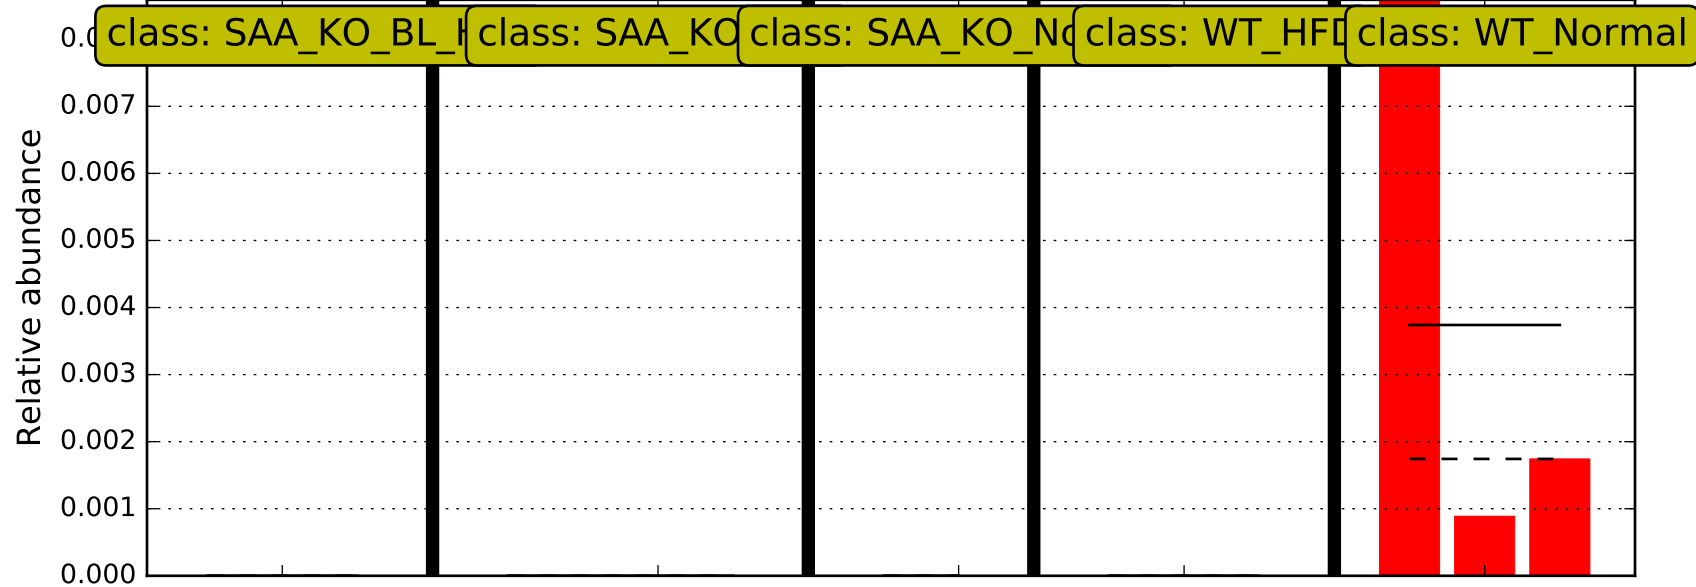 class: SAA_KO_BL_
class: SAA_KO
class: SAA_KO_No
class: WT_HFD
class: WT_Normal
0.007
0.006
0.005
0.004
0.003
0.002
0.001
0.000
Relative abundance